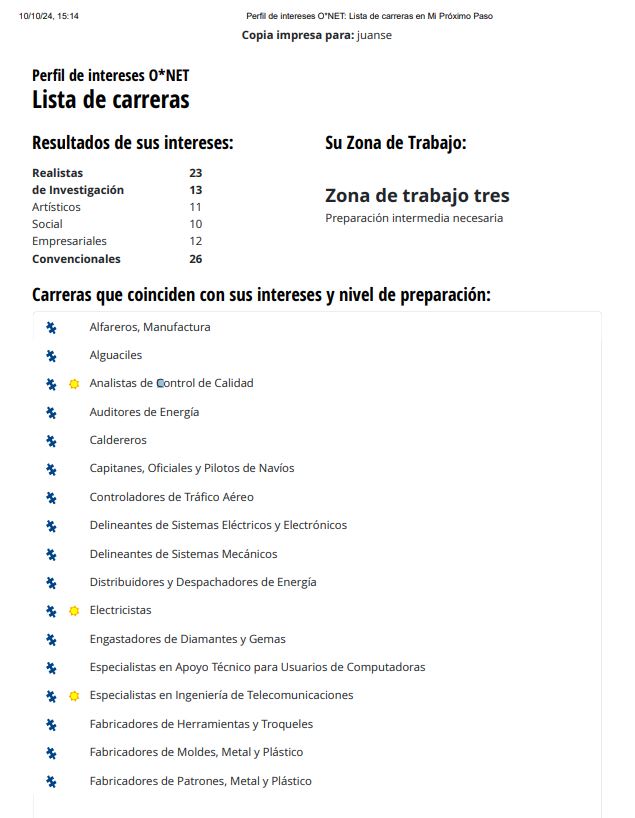 10/10/24, 15:14 Perfil de intereses O*NET: Lista de carreras en Mi Próximo Paso
Copia impresa para: juanse
Perfil de intereses O*NET
Lista de carreras
Resultados de sus intereses:
Realistas 23
de Investigación 13
Artísticos 11
Social 10
Empresariales 12
Convencionales 26
Su Zona de Trabajo:
Zona de trabajo tres
Preparación intermedia necesaria
Carreras que coinciden con sus intereses y nivel de preparación:
Alfareros, Manufactura
Alguaciles
Analistas de Control de Calidad
Auditores de Energía
Caldereros
Capitanes, Oficiales y Pilotos de Navíos
Controladores de Tráfico Aéreo
Delineantes de Sistemas Eléctricos y Electrónicos
Delineantes de Sistemas Mecánicos
Distribuidores y Despachadores de Energía
Electricistas
Engastadores de Diamantes y Gemas
Especialistas en Apoyo Técnico para Usuarios de Computadoras
Especialistas en Ingeniería de Telecomunicaciones
Fabricadores de Herramientas y Troqueles
Fabricadores de Moldes, Metal y Plástico
Fabricadores de Patrones, Metal y Plástico